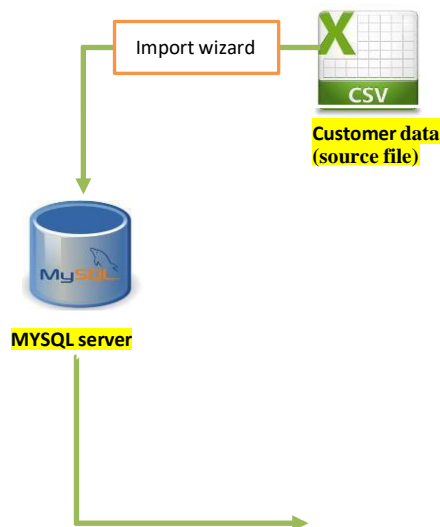 Import wizard
X
CSV
Customer data
(source file)
MySQL
MYSQL server